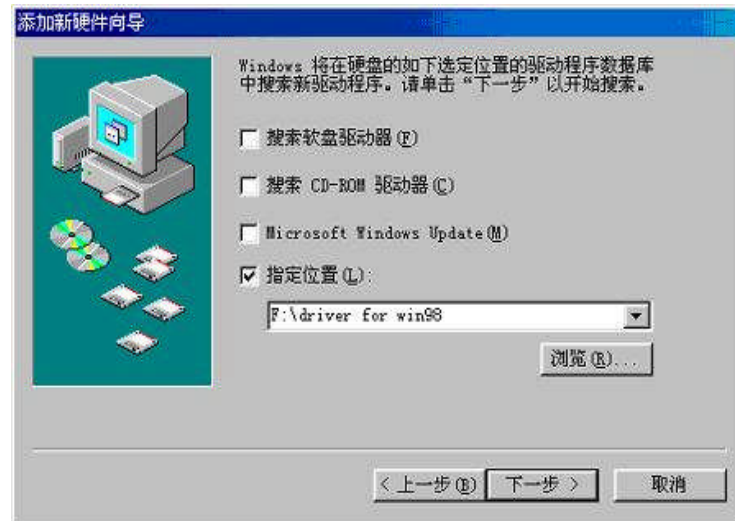 添加新硬件向导
Windows 将在硬盘的如下选定位置的驱动程序数据库
中搜索新驱动程序。请单击“下一步”以开始搜索。
搜索软盘驱动器(F)
搜索 CD-ROM 驱动器(C)
Microsoft Windows Update(M)
指定位置(L):
F:\driver for win98
浏览(R)...
< 上一步(B) 下一步 > 取消